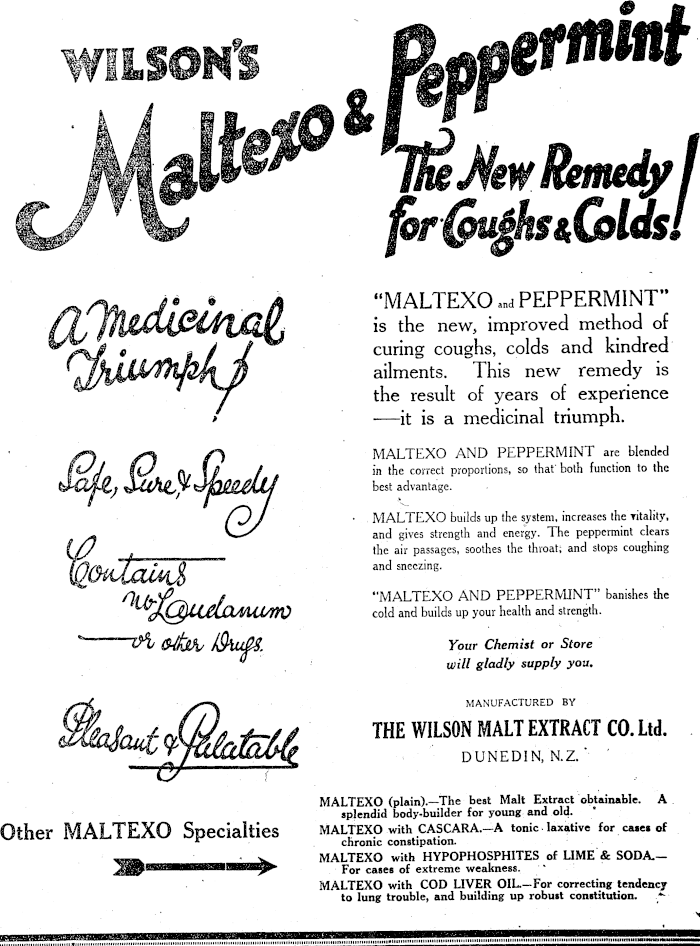 WILSON'S
Maltexo & Peppermint
The New Remedy
for Coughs & Colds!
A Medicinal
Triumph!
Safe, Sure, & Speedy
Contains
no Laudanum
or other Drugs.
Pleasant & Palatable
"MALTEXO and PEPPERMINT"
is the new, improved method of
curing coughs, colds and kindred
ailments. This new remedy is
the result of years of experience
—it is a medicinal triumph.
MALTEXO AND PEPPERMINT are blended
in the correct proportions, so that both function to the
best advantage.
MALTEXO builds up the system, increases the vitality,
and gives strength and energy. The peppermint clears
the air passages, soothes the throat; and stops coughing
and sneezing.
"MALTEXO AND PEPPERMINT" banishes the
cold and builds up your health and strength.
Your Chemist or Store
will gladly supply you.
MANUFACTURED BY
THE WILSON MALT EXTRACT CO. Ltd.
DUNEDIN, N.Z.
Other MALTEXO Specialties
MALTEXO (plain).—The best Malt Extract obtainable. A
splendid body-builder for young and old.
MALTEXO with CASCARA.—A tonic laxative for cases of
chronic constipation.
MALTEXO with HYPOPHOSPHITES of LIME & SODA.—
For cases of extreme weakness.
MALTEXO with COD LIVER OIL.—For correcting tendency
to lung trouble, and building up robust constitution.